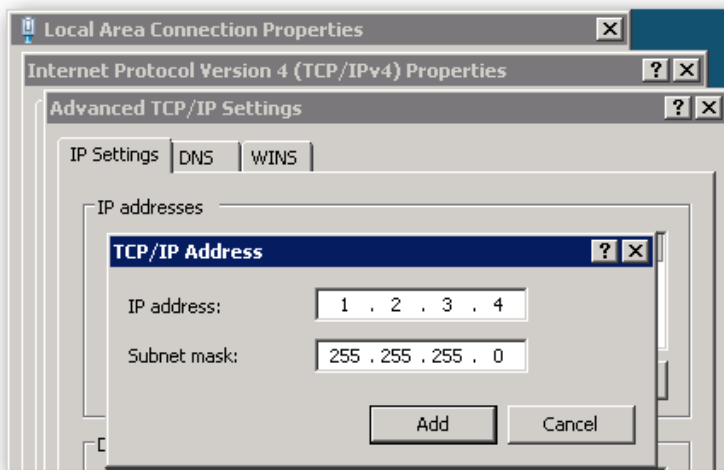 Local Area Connection Properties
Internet Protocol Version 4 (TCP/IPv4) Properties
Advanced TCP/IP Settings
IP Settings DNS WINS
IP addresses
TCP/IP Address
IP address: 1 . 2 . 3 . 4
Subnet mask: 255 . 255 . 255 . 0
Add Cancel